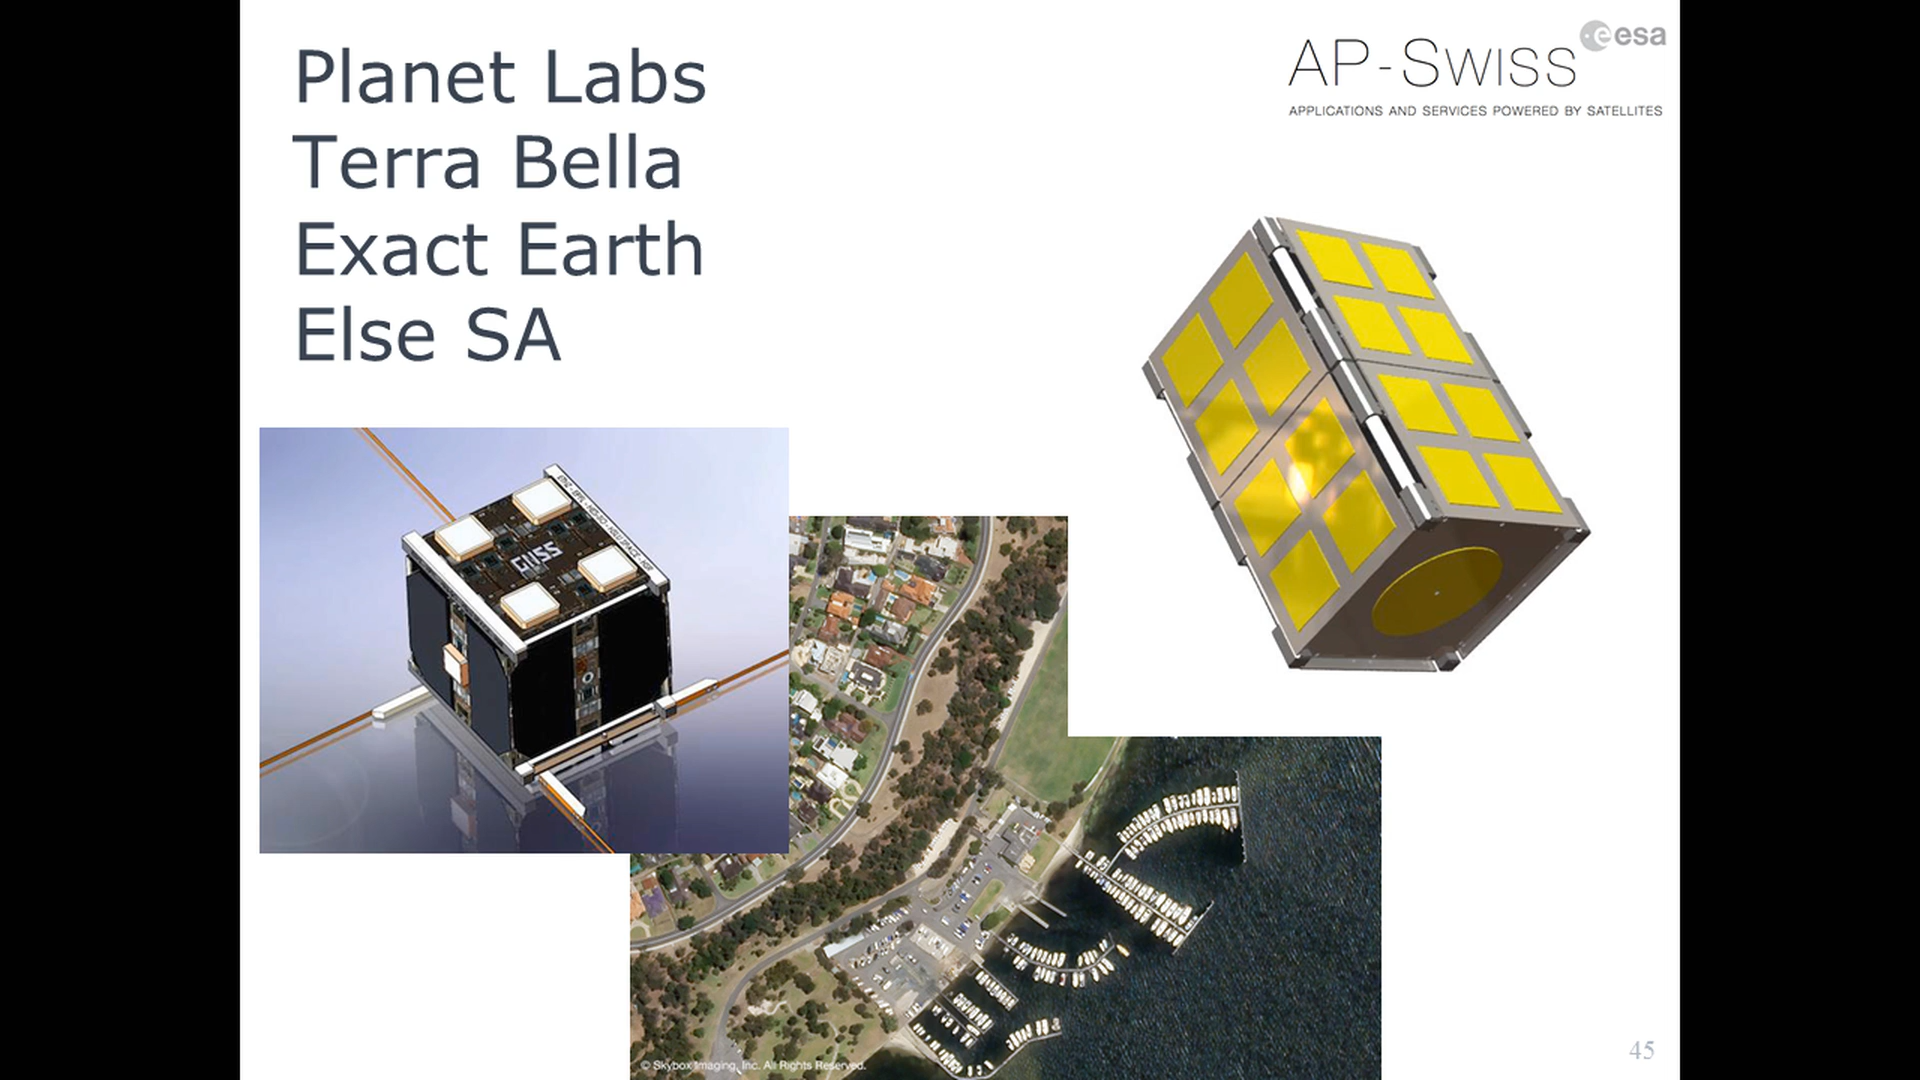 Planet Labs
Terra Bella
Exact Earth
Else SA
AP-SWISS
esa
APPLICATIONS AND SERVICES POWERED BY SATELLITES
GNSS
© Skybox Imaging, Inc. All Rights Reserved.
45